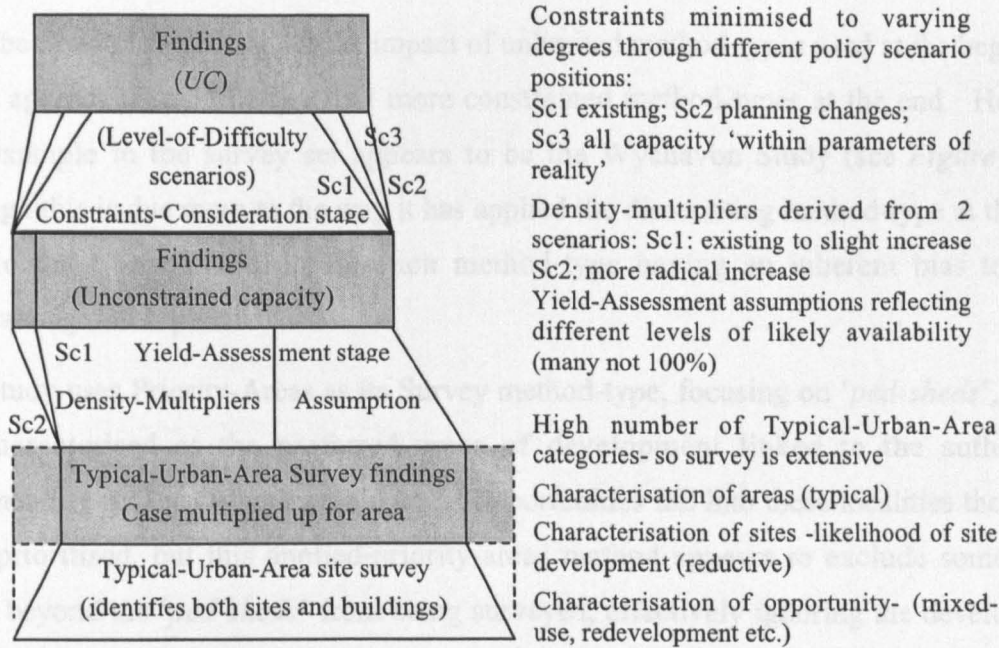 Findings
(UC)
(Level-of-Difficulty
scenarios)
Sc3
Sc1
Sc2
Constraints-Consideration stage
Findings
(Unconstrained capacity)
Sc1
Yield-Assessment stage
Density-Multipliers
Assumption
Sc2
Typical-Urban-Area Survey findings
Case multiplied up for area
Typical-Urban-Area site survey
(identifies both sites and buildings)
Constraints minimised to varying
degrees through different policy scenario
positions:
Sc1 existing; Sc2 planning changes;
Sc3 all capacity ‘within parameters of
reality’
Density-multipliers derived from 2
scenarios: Sc1: existing to slight increase
Sc2: more radical increase
Yield-Assessment assumptions reflecting
different levels of likely availability
(many not 100%)
High number of Typical-Urban-Area
categories- so survey is extensive
Characterisation of areas (typical)
Characterisation of sites -likelihood of site
development (reductive)
Characterisation of opportunity- (mixed-
use, redevelopment etc.)